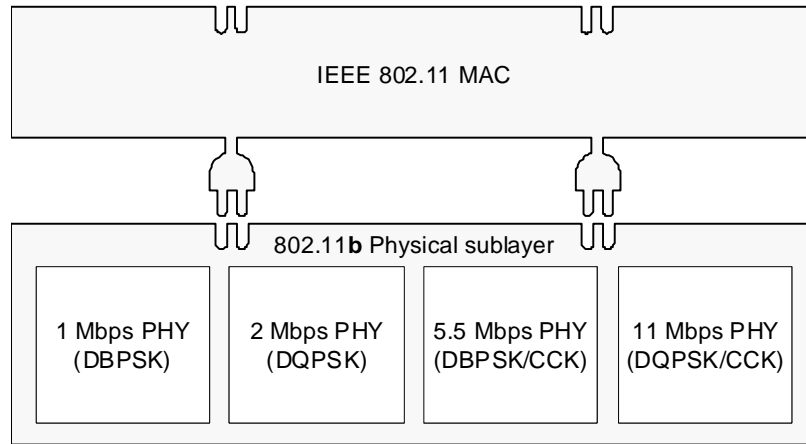 IEEE 802.11 MAC
802.11b Physical sublayer
1 Mbps PHY
(DBPSK)
2 Mbps PHY
(DQPSK)
5.5 Mbps PHY
(DBPSK/CCK)
11 Mbps PHY
(DQPSK/CCK)